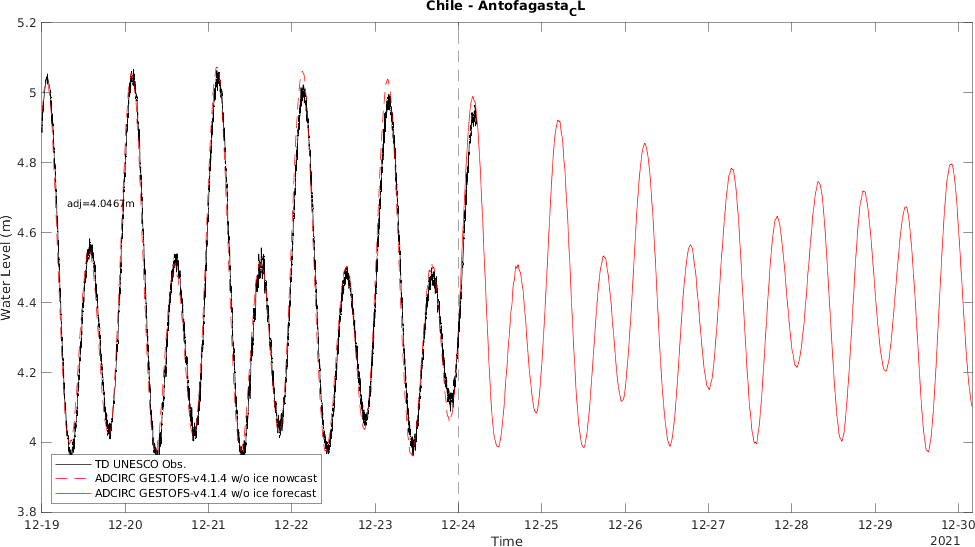 Chile - Antofagasta_CL
5.2
5
4.8
4.6
4.4
4.2
4
3.8
Water Level (m)
adj=4.0467m
TD UNESCO Obs.
ADCIRC GESTOFS-v4.1.4 w/o ice nowcast
ADCIRC GESTOFS-v4.1.4 w/o ice forecast
12-19 12-20 12-21 12-22 12-23 12-24 12-25 12-26 12-27 12-28 12-29 12-30
Time
2021